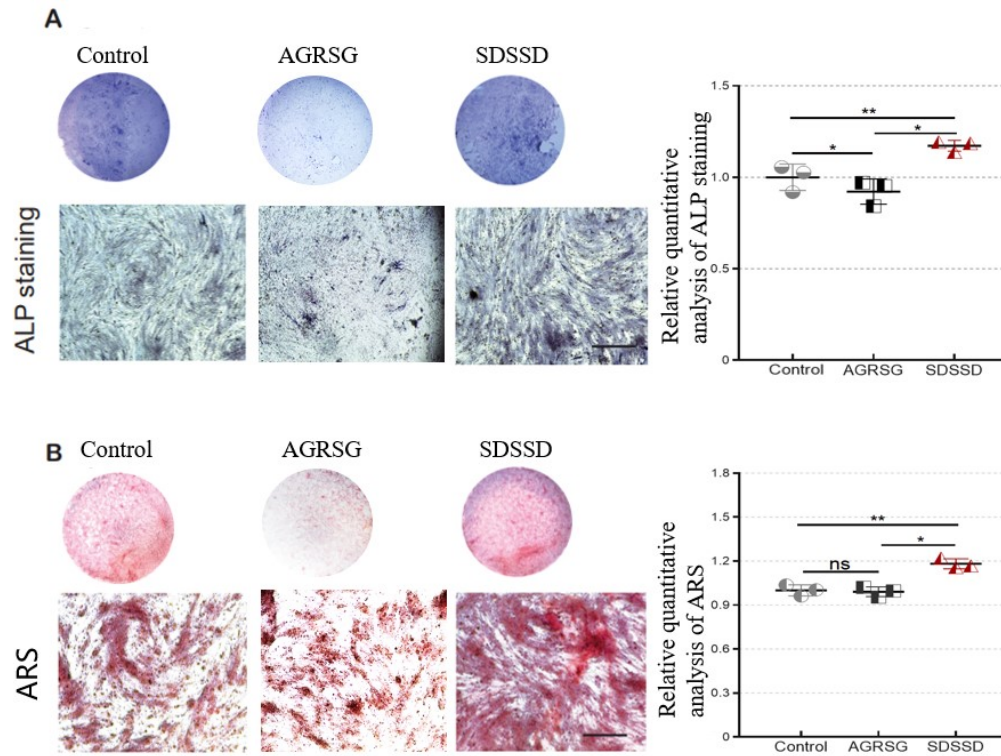 A
Control AGRSG SDSSD
ALP staining
Relative quantitative
analysis of ALP staining
1.5
1.0
0.5
0
**
*
*
Control AGRSG SDSSD
B
Control AGRSG SDSSD
ARS
Relative quantitative
analysis of ARS
1.8
1.5
1.2
0.9
0.6
0.3
0
**
*
ns
Control AGRSG SDSSD